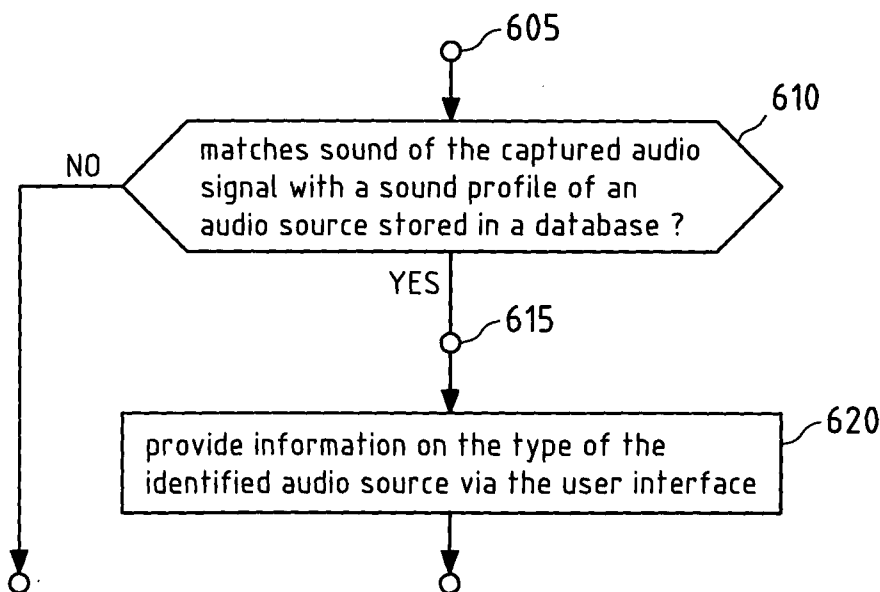 605
610
NO
matches sound of the captured audio
signal with a sound profile of an
audio source stored in a database ?
YES
615
620
provide information on the type of the
identified audio source via the user interface